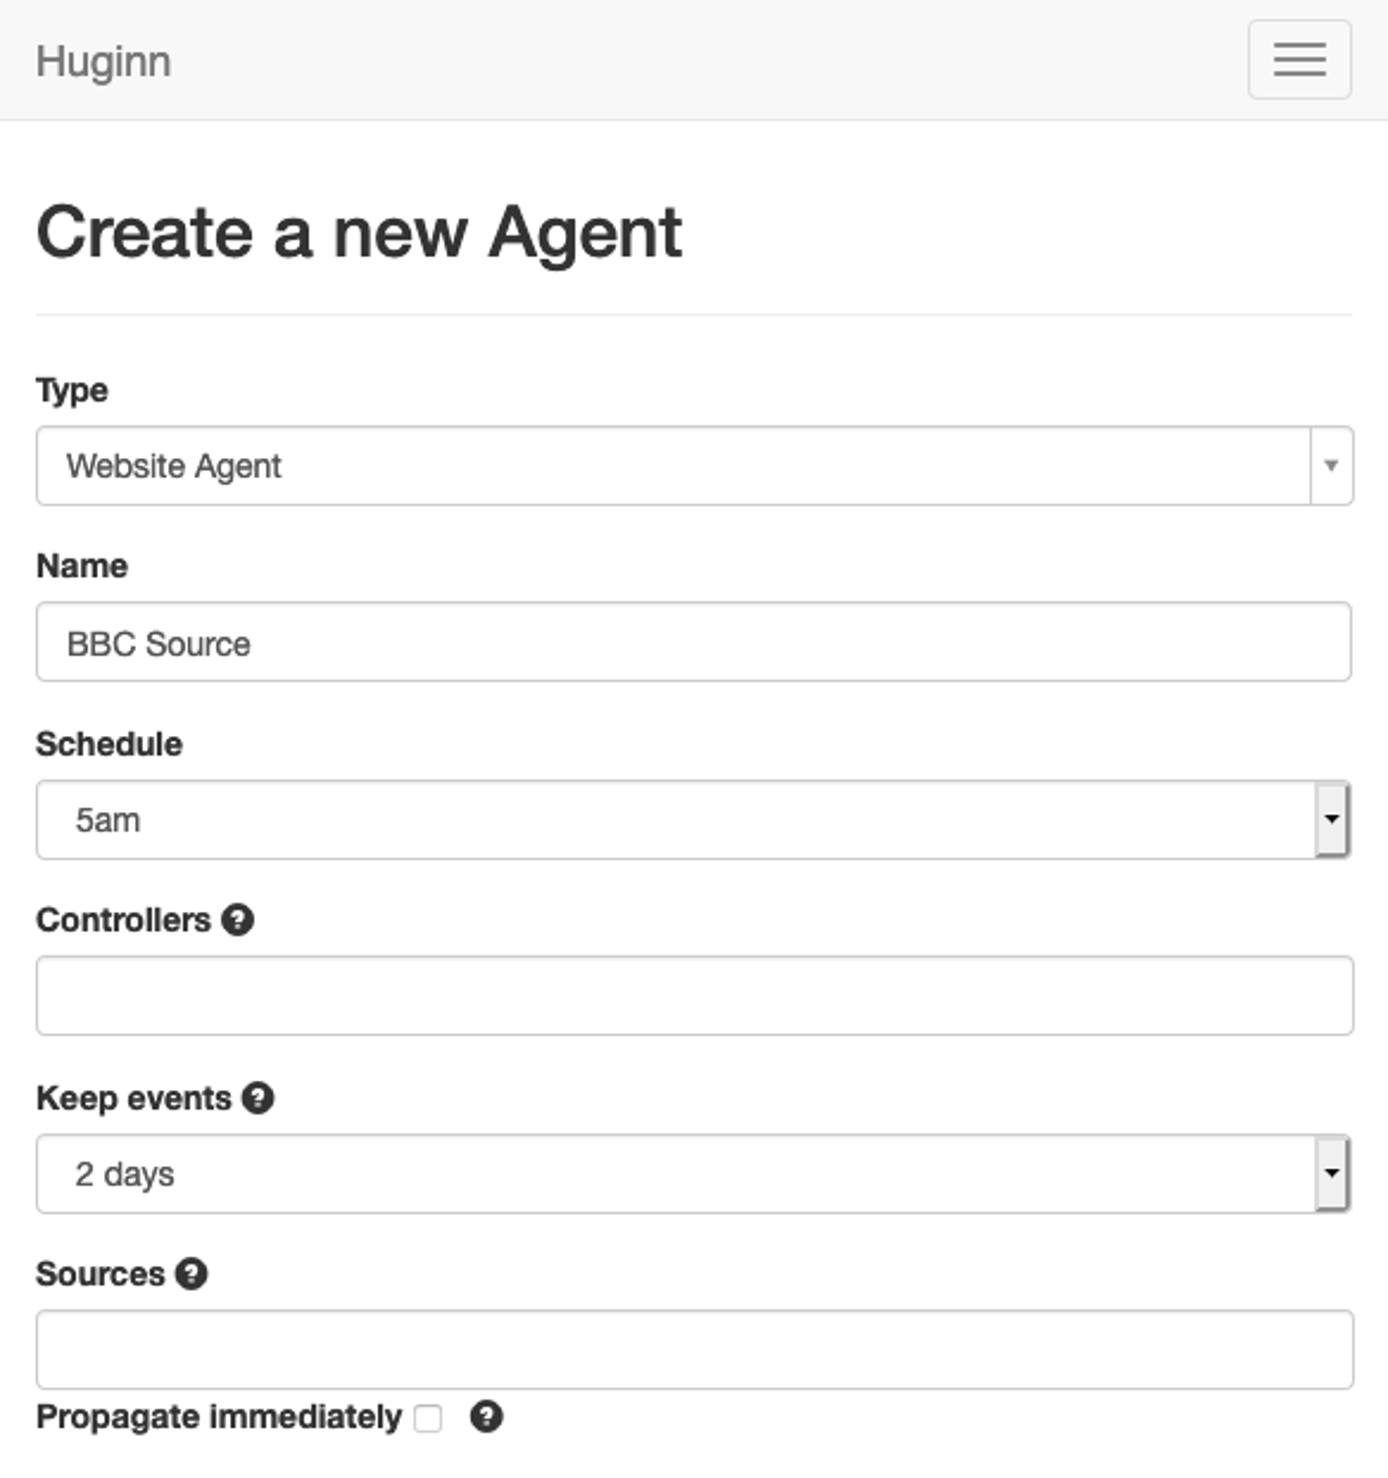 Huginn
Create a new Agent
Type
Website Agent
Name
BBC Source
Schedule
5am
Controllers ?
Keep events ?
2 days
Sources ?
Propagate immediately ?